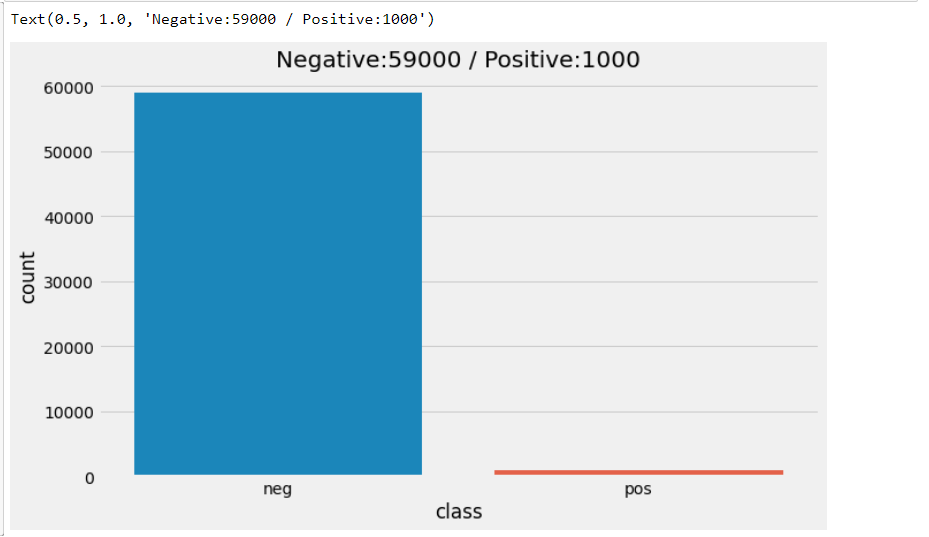 Text(0.5, 1.0, 'Negative:59000 / Positive:1000')
Negative:59000 / Positive:1000
60000
50000
40000
30000
20000
10000
0
count
neg
pos
class